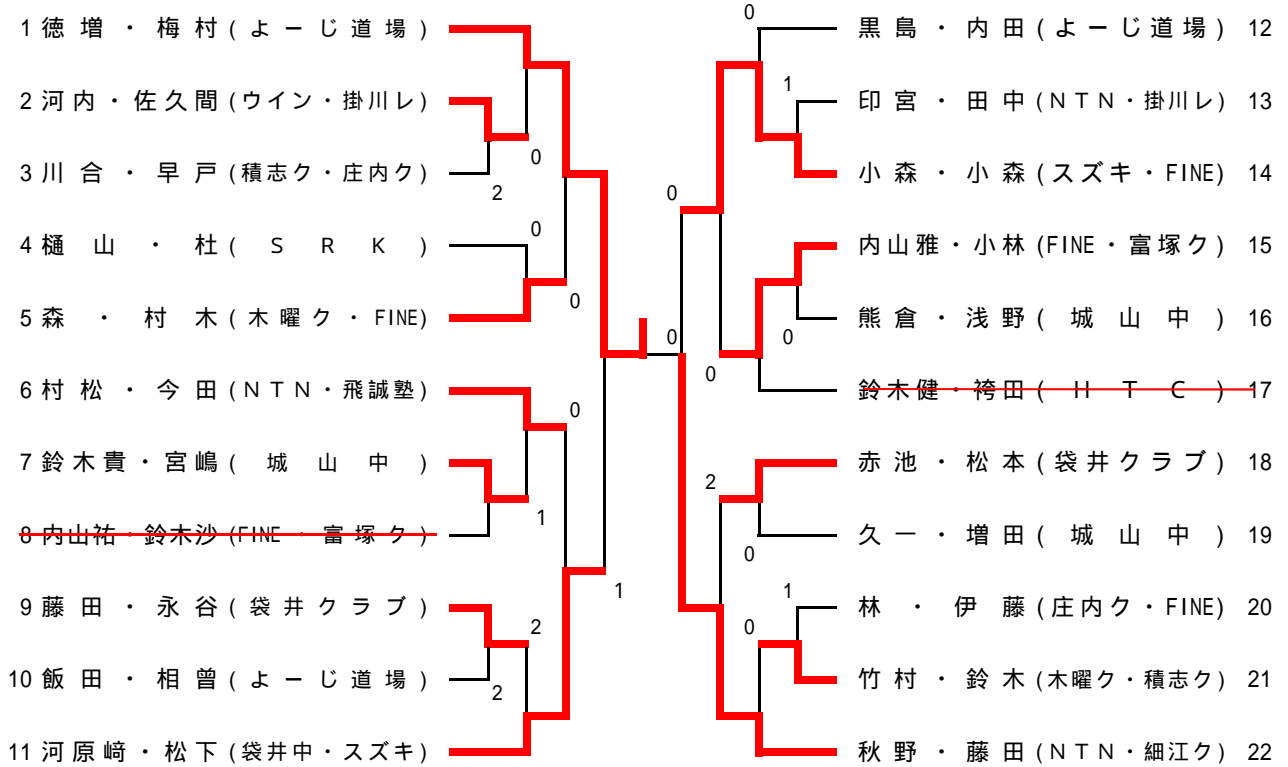 1 徳増・梅村(よーじ道場)
2 河内・佐久間(ウイン・掛川レ)
0
3 川合・早戸(積志ク・庄内ク)
2
4 樋山・杜(SRK)
0
5 森・村木(木曜ク・FINE)
0
6 村松・今田(NTN・飛誠塾)
0
7 鈴木貴・宮嶋(城山中)
1
8 内山祐・鈴木沙(FINE・富塚ク)
9 藤田・永谷(袋井クラブ)
2
1
10 飯田・相曽(よーじ道場)
2
11 河原﨑・松下(袋井中・スズキ)
0
黒島・内田(よーじ道場) 12
1
印宮・田中(NTN・掛川レ) 13
小森・小森(スズキ・FINE) 14
0
内山雅・小林(FINE・富塚ク) 15
熊倉・浅野(城山中) 16
0
0
0
鈴木健・袴田(HTC) 17
赤池・松本(袋井クラブ) 18
2
久一・増田(城山中) 19
0
林・伊藤(庄内ク・FINE) 20
1
0
竹村・鈴木(木曜ク・積志ク) 21
秋野・藤田(NTN・細江ク) 22